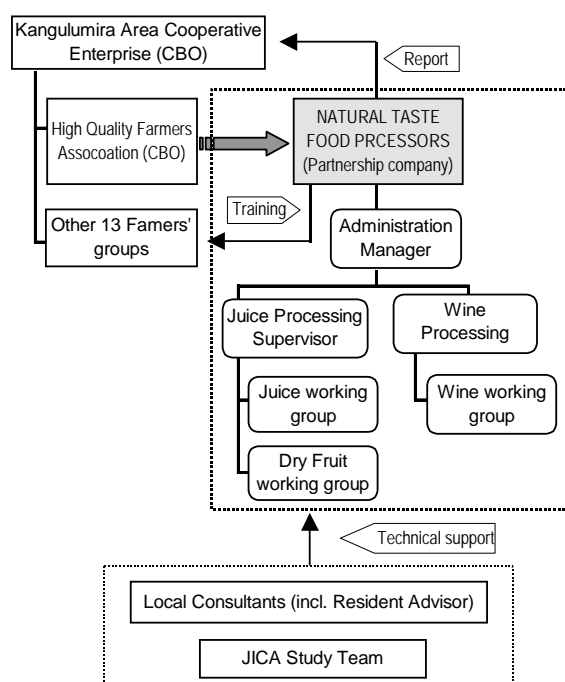 Kangulumira Area Cooperative
Enterprise (CBO)
Report
High Quality Farmers
Assocoation (CBO)
NATURAL TASTE
FOOD PRCESSORS
(Partnership company)
Training
Other 13 Famers'
groups
Administration
Manager
Juice Processing
Supervisor
Wine
Processing
Juice working
group
Wine working
group
Dry Fruit
working group
Technical support
Local Consultants (incl. Resident Advisor)
JICA Study Team